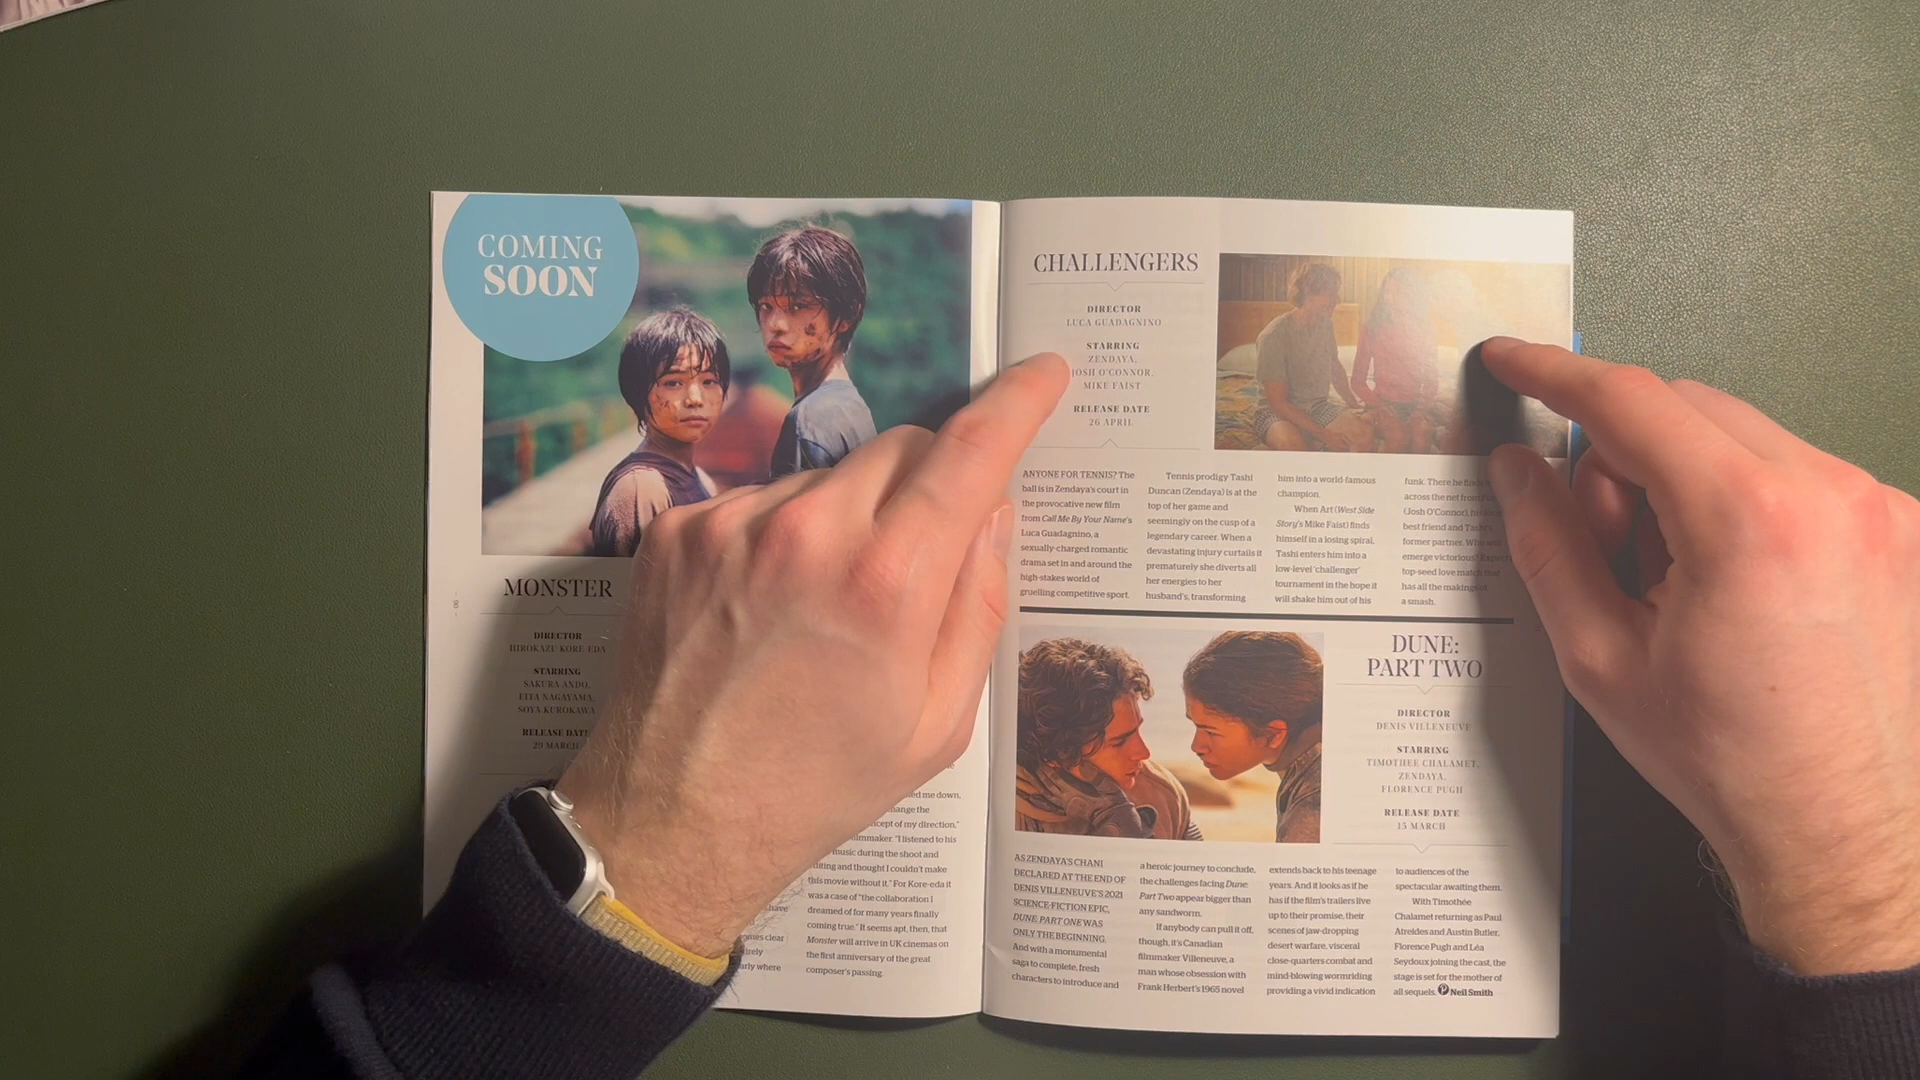 COMING
SOON
MONSTER
DIRECTOR
HIROKAZU KORE-EDA
STARRING
SAKURA ANDO,
EITA NAGAYAMA,
SOYA KUROKAWA
RELEASE DATE
29 MARCH
me down,
change the
concept of my direction,"
filmmaker. "I listened to his
music during the shoot and
editing and thought I couldn't make
this movie without it." For Kore-eda it
was a case of "the collaboration I
dreamed of for many years finally
coming true." It seems apt, then, that
Monster will arrive in UK cinemas on
the first anniversary of the great
composer's passing.
have
clear
where
CHALLENGERS
DIRECTOR
LUCA GUADAGNINO
STARRING
ZENDAYA,
JOSH O'CONNOR,
MIKE FAIST
RELEASE DATE
26 APRIL
ANYONE FOR TENNIS? The
ball is in Zendaya's court in
the provocative new film
from Call Me By Your Name's
Luca Guadagnino, a
sexually-charged romantic
drama set in and around the
high-stakes world of
gruelling competitive sport.
Tennis prodigy Tashi
Duncan (Zendaya) is at the
top of her game and
seemingly on the cusp of a
legendary career. When a
devastating injury curtails it
prematurely she diverts all
her energies to her
husband's, transforming
him into a world-famous
champion.
When Art (West Side
Story's Mike Faist) finds
himself in a losing spiral,
Tashi enters him into a
low-level 'challenger'
tournament in the hope it
will shake him out of his
funk. There he finds
across the net from
(Josh O'Connor), his
best friend and Tashi's
former partner. Who will
emerge victorious? Expect
top-seed love match that
has all the makings of
a smash.
DUNE:
PART TWO
DIRECTOR
DENIS VILLENEUVE
STARRING
TIMOTHEE CHALAMET,
ZENDAYA,
FLORENCE PUGH
RELEASE DATE
15 MARCH
AS ZENDAYA'S CHANI
DECLARED AT THE END OF
DENIS VILLENEUVE'S 2021
SCIENCE-FICTION EPIC,
DUNE: PART ONE WAS
ONLY THE BEGINNING.
And with a monumental
saga to complete, fresh
characters to introduce and
a heroic journey to conclude,
the challenges facing Dune:
Part Two appear bigger than
any sandworm.
If anybody can pull it off,
though, it's Canadian
filmmaker Villeneuve, a
man whose obsession with
Frank Herbert's 1965 novel
extends back to his teenage
years. And it looks as if he
has if the film's trailers live
up to their promise, their
scenes of jaw-dropping
desert warfare, visceral
close-quarters combat and
mind-blowing wormriding
providing a vivid indication
to audiences of the
spectacular awaiting them.
With Timothée
Chalamet returning as Paul
Atreides and Austin Butler,
Florence Pugh and Léa
Seydoux joining the cast, the
stage is set for the mother of
all sequels. Neil Smith